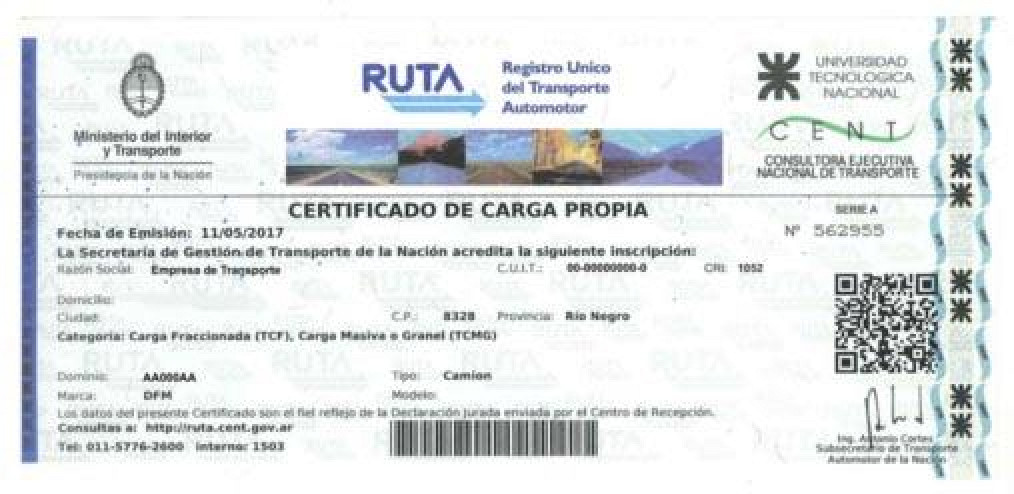 Ministerio del Interior
y Transporte
Presidencia de la Nación
RUTA
Registro Unico
del Transporte
Automotor
UNIVERSIDAD
TECNOLOGICA
NACIONAL
CENT
CONSULTORA EJECUTIVA
NACIONAL DE TRANSPORTE
CERTIFICADO DE CARGA PROPIA
SERIE A
Nº 562955
Fecha de Emisión: 11/05/2017
La Secretaría de Gestión de Transporte de la Nación acredita la siguiente inscripción:
Razón Social: Empresa de Tragsporte C.U.I.T.: 00-00000000-0 CRI: 1052
Domicilio:
Ciudad: C.P.: 8328 Provincia: Río Negro
Categoría: Carga Fraccionada (TCF), Carga Masiva o Granel (TCMG)
Dominio: AA000AA Tipo: Camion
Marca: DFM Modelo:
Los datos del presente Certificado son el fiel reflejo de la Declaración Jurada enviada por el Centro de Recepción.
Consultas a: http://ruta.cent.gov.ar
Tel: 011-5776-2600 interno: 1503
Ing. Antonio Cortes
Subsecretario de Transporte
Automotor de la Nación